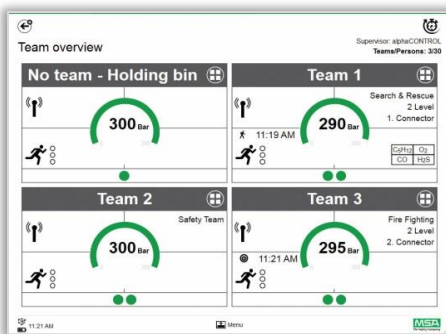 Team overview
Supervisor: alphaCONTROL
Teams/Persons: 3/30
No team - Holding bin
300 Bar
Team 1
Search & Rescue
2 Level
1. Connector
290 Bar
11:19 AM
C5H12 O2
CO H2S
Team 2
Safety Team
300 Bar
Team 3
Fire Fighting
2 Level
2. Connector
295 Bar
11:21 AM
11.21 AM
Menu
MSA